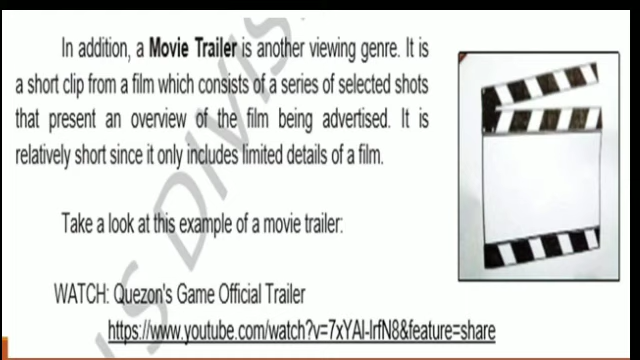 In addition, a Movie Trailer is another viewing genre. It is
a short clip from a film which consists of a series of selected shots
that present an overview of the film being advertised. It is
relatively short since it only includes limited details of a film.
Take a look at this example of a movie trailer:
WATCH: Quezon's Game Official Trailer
https://www.youtube.com/watch?v=7xYAI-lrfN8&feature=share